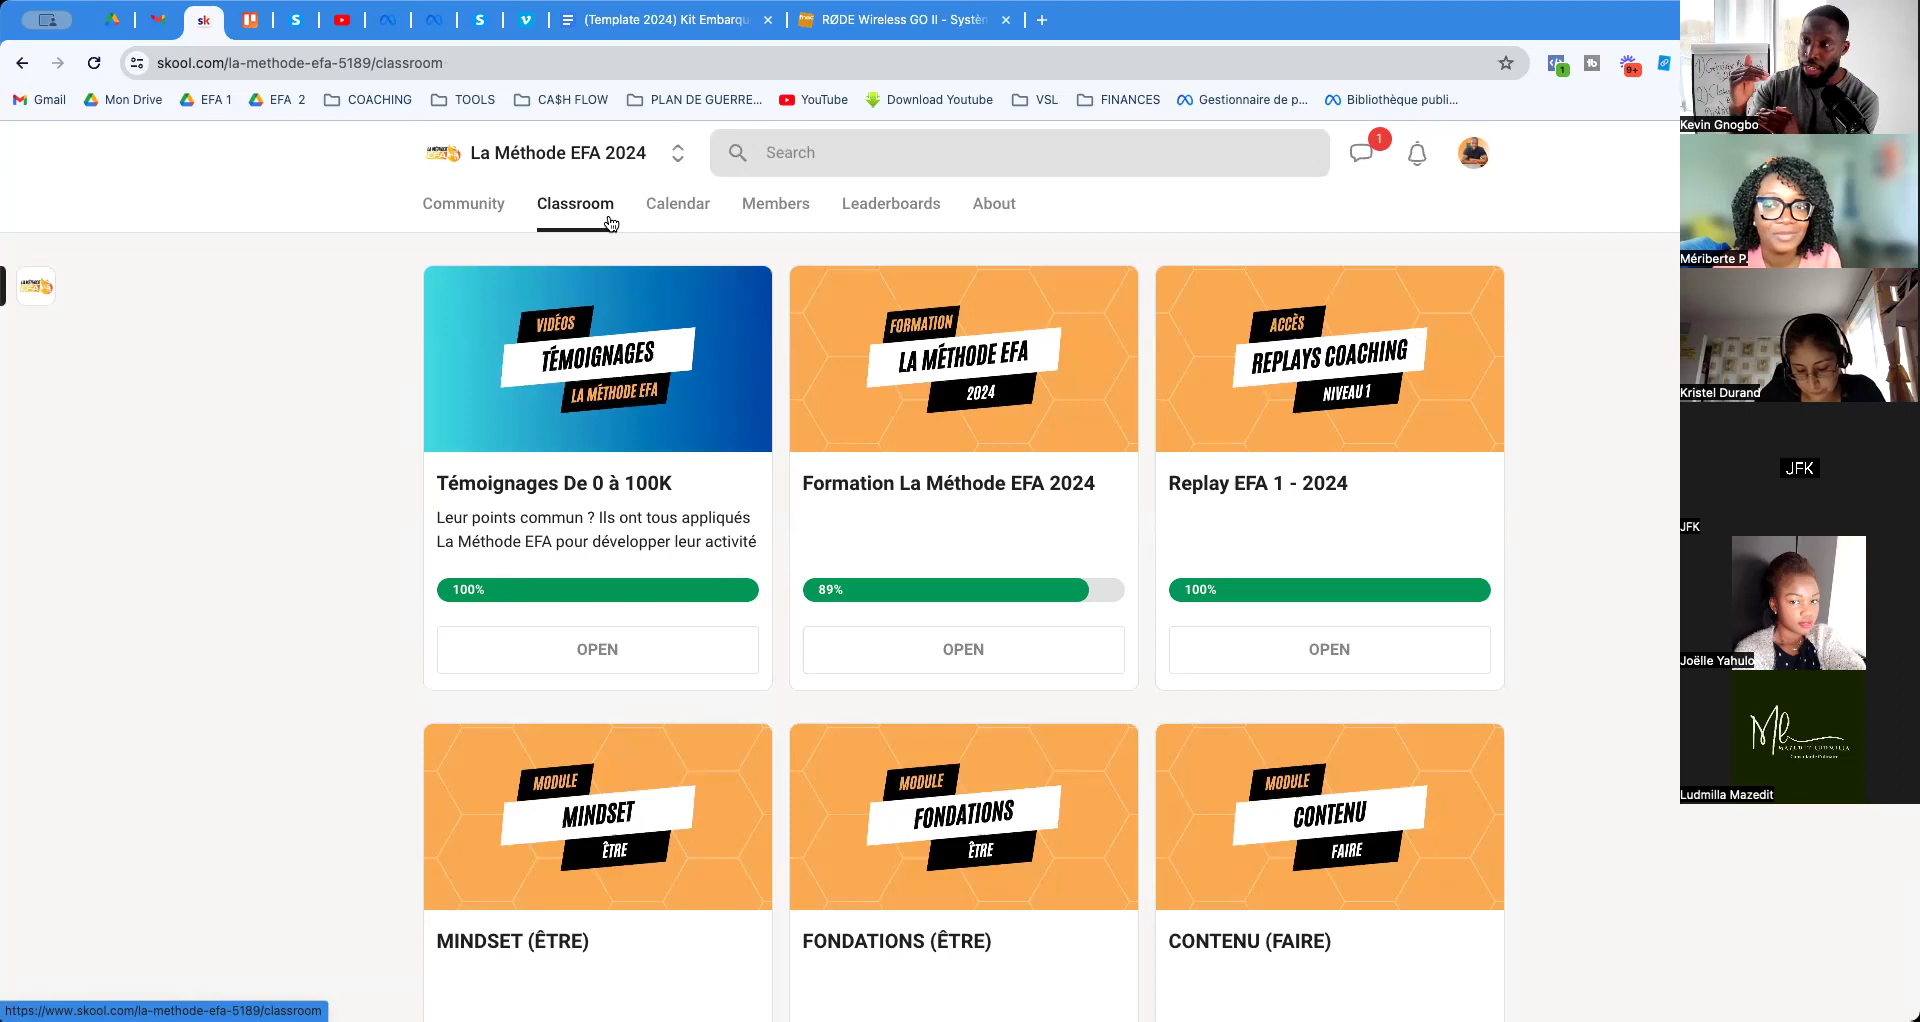 sk
(Template 2024) Kit Embarqu
RØDE Wireless GO II - Systèn
skool.com/la-methode-efa-5189/classroom
1
9+
Gmail
Mon Drive
EFA 1
EFA 2
COACHING
TOOLS
CA$H FLOW
PLAN DE GUERRE...
YouTube
Download Youtube
VSL
FINANCES
Gestionnaire de p...
Bibliothèque publi...
La Méthode EFA 2024
Search
1
Community
Classroom
Calendar
Members
Leaderboards
About
VIDÉOS
TÉMOIGNAGES
LA MÉTHODE EFA
FORMATION
LA MÉTHODE EFA
2024
ACCÈS
REPLAYS COACHING
NIVEAU 1
Témoignages De 0 à 100K
Leur points commun ? Ils ont tous appliqués
La Méthode EFA pour développer leur activité
100%
OPEN
Formation La Méthode EFA 2024
89%
OPEN
Replay EFA 1 - 2024
100%
OPEN
MODULE
MINDSET
ÊTRE
MODULE
FONDATIONS
ÊTRE
MODULE
CONTENU
FAIRE
MINDSET (ÊTRE)
FONDATIONS (ÊTRE)
CONTENU (FAIRE)
https://www.skool.com/la-methode-efa-5189/classroom
Kevin Gnogbo
Mériberte P.
Kristel Durand
JFK
JFK
Joëlle Yahulo
Ludmilla Mazedit